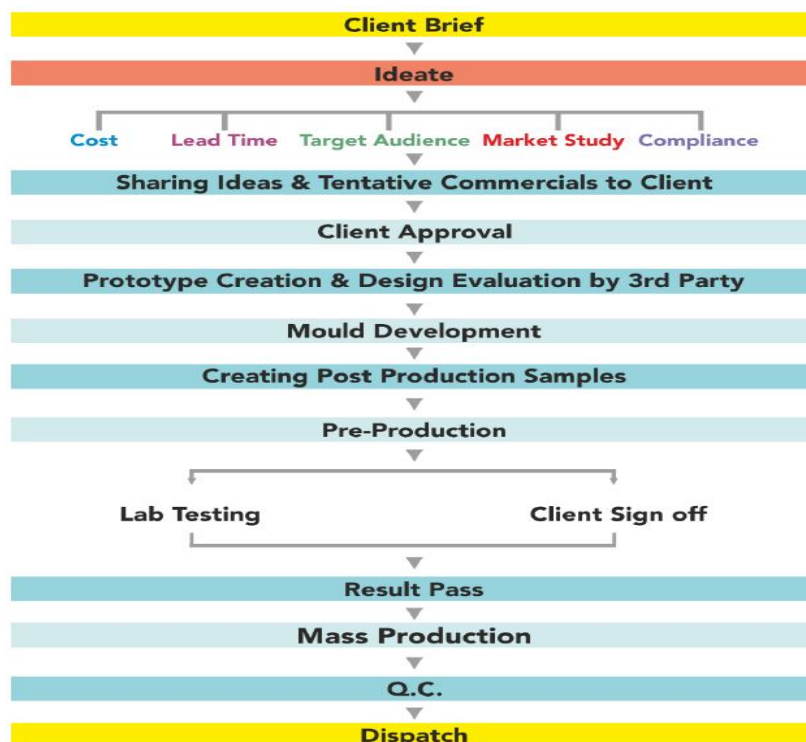 Client Brief
Ideate
Cost Lead Time Target Audience Market Study Compliance
Sharing Ideas & Tentative Commercials to Client
Client Approval
Prototype Creation & Design Evaluation by 3rd Party
Mould Development
Creating Post Production Samples
Pre-Production
Lab Testing Client Sign off
Result Pass
Mass Production
Q.C.
Dispatch